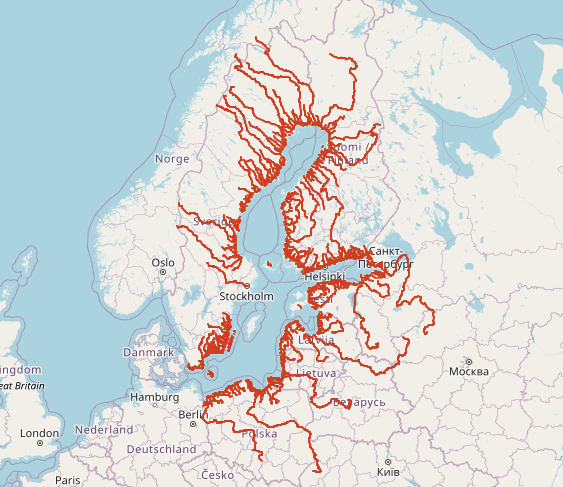 Norge
Suomi /
Finland
Sverige
Oslo
Санкт-
Петербург
Helsinki
Stockholm
Eesti
Latvija
Danmark
Москва
Lietuva
ngdom
eat Britain
Беларусь
Hamburg
Berlin
London
Nederland
Polska
Deutschland
Київ
Paris
Česko